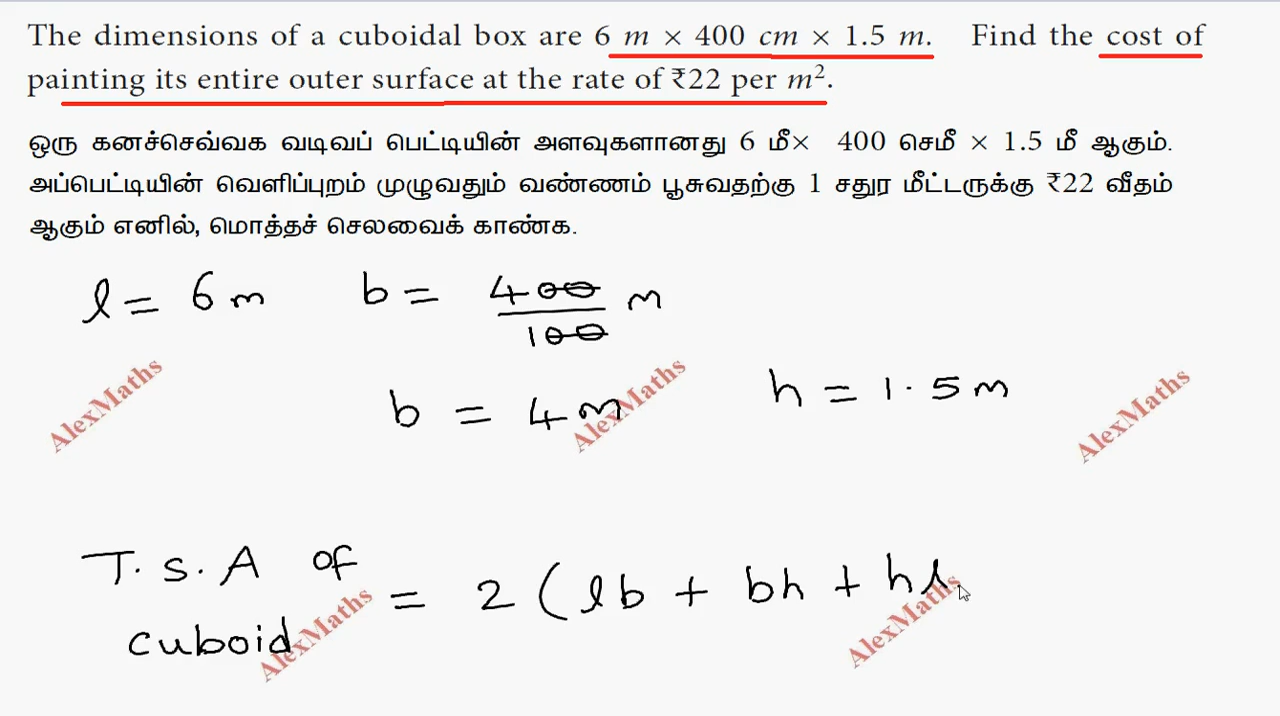 The dimensions of a cuboidal box are 6 m × 400 cm × 1.5 m. Find the cost of
painting its entire outer surface at the rate of ₹22 per m².
ஒரு கனச்செவ்வக வடிவப் பெட்டியின் அளவுகளானது 6 மீ× 400 செமீ × 1.5 மீ ஆகும்.
அப்பெட்டியின் வெளிப்புறம் முழுவதும் வண்ணம் பூசுவதற்கு 1 சதுர மீட்டருக்கு ₹22 வீதம்
ஆகும் எனில், மொத்தச் செலவைக் காண்க.
l = 6 m b = 400/100 m
b = 4m h = 1.5 m
AlexMaths AlexMaths AlexMaths
T.S.A of
cuboid = 2 (lb + bh + hl
AlexMaths AlexMaths